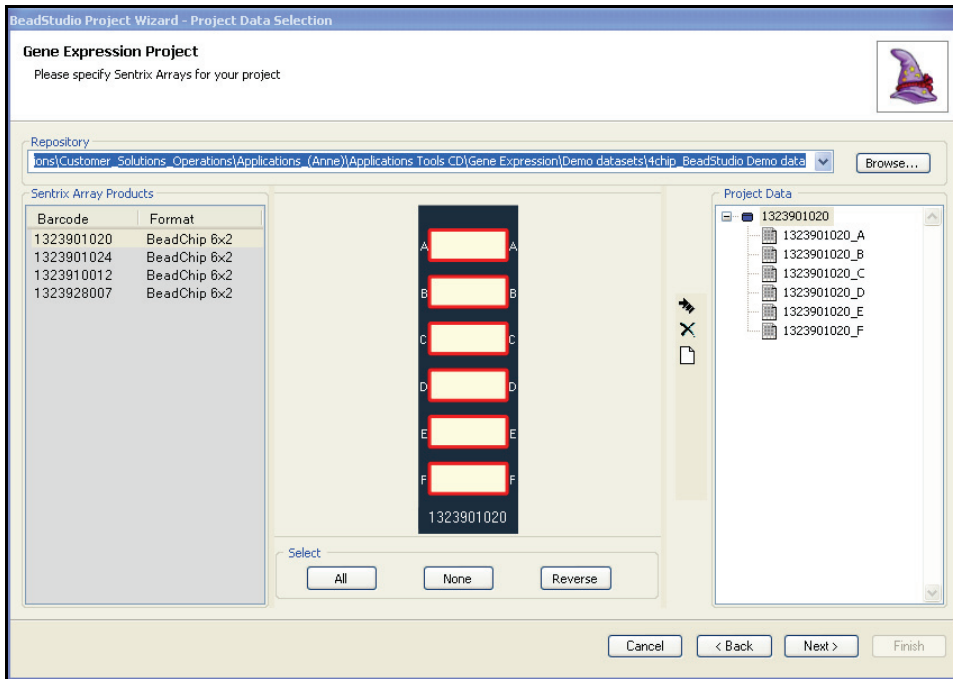 BeadStudio Project Wizard - Project Data Selection
Gene Expression Project
Please specify Sentrix Arrays for your project
Repository
ions\Customer_Solutions_Operations\Applications_(Anne)\Applications Tools CD\Gene Expression\Demo datasets\4chip_BeadStudio Demo data
Browse...
Sentrix Array Products
Barcode Format
1323901020 BeadChip 6x2
1323901024 BeadChip 6x2
1323910012 BeadChip 6x2
1323928007 BeadChip 6x2
A A
B B
C C
D D
E E
F F
1323901020
Select
All None Reverse
Project Data
1323901020
1323901020_A
1323901020_B
1323901020_C
1323901020_D
1323901020_E
1323901020_F
Cancel < Back Next > Finish